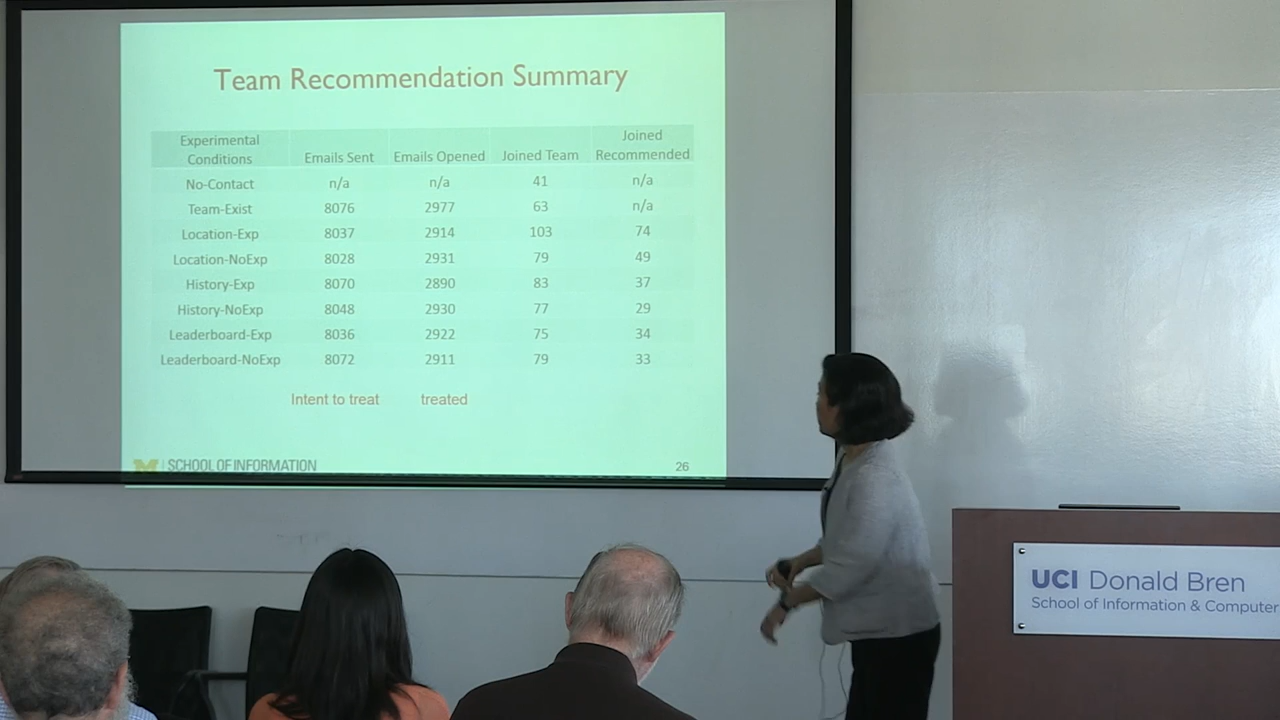 Team Recommendation Summary
Experimental Conditions Emails Sent Emails Opened Joined Team Joined Recommended
No-Contact n/a n/a 41 n/a
Team-Exist 8076 2977 63 n/a
Location-Exp 8037 2914 103 74
Location-NoExp 8028 2931 79 49
History-Exp 8070 2890 83 37
History-NoExp 8048 2930 77 29
Leaderboard-Exp 8036 2922 75 34
Leaderboard-NoExp 8072 2911 79 33
Intent to treat treated
M SCHOOL OF INFORMATION 26
UCI Donald Bren
School of Information & Computer